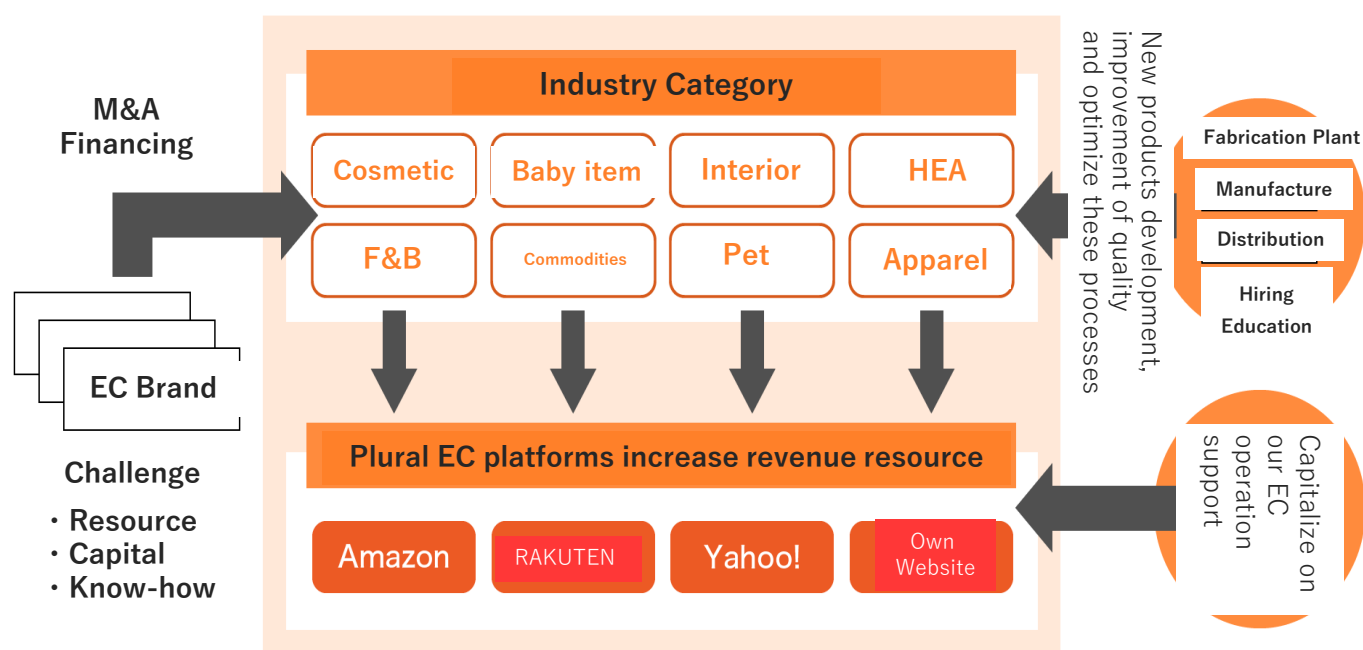 M&A
Financing
EC Brand
Challenge
・Resource
・Capital
・Know-how
Industry Category
Cosmetic
Baby item
Interior
HEA
F&B
Commodities
Pet
Apparel
Plural EC platforms increase revenue resource
Amazon
RAKUTEN
Yahoo!
Own
Website
New products development,
improvement of quality
and optimize these processes
Fabrication Plant
Manufacture
Distribution
Hiring
Education
Capitalize on
our EC
operation
support